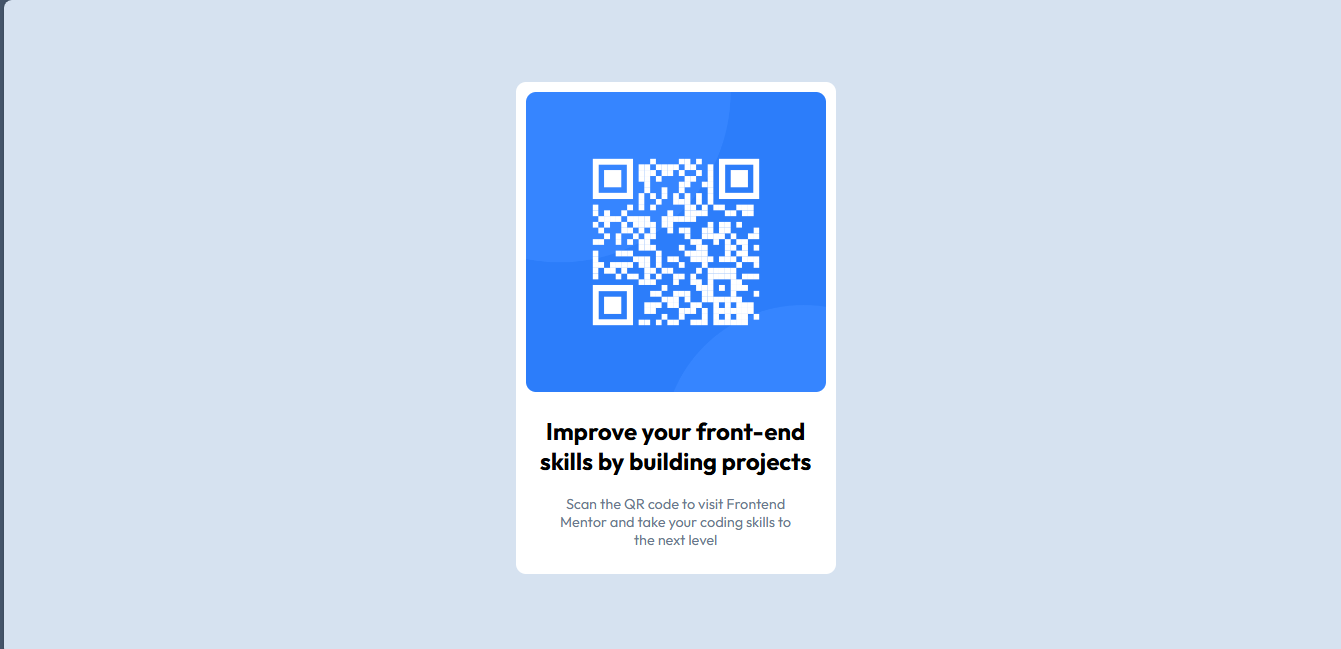 Improve your front-end
skills by building projects
Scan the QR code to visit Frontend
Mentor and take your coding skills to
the next level